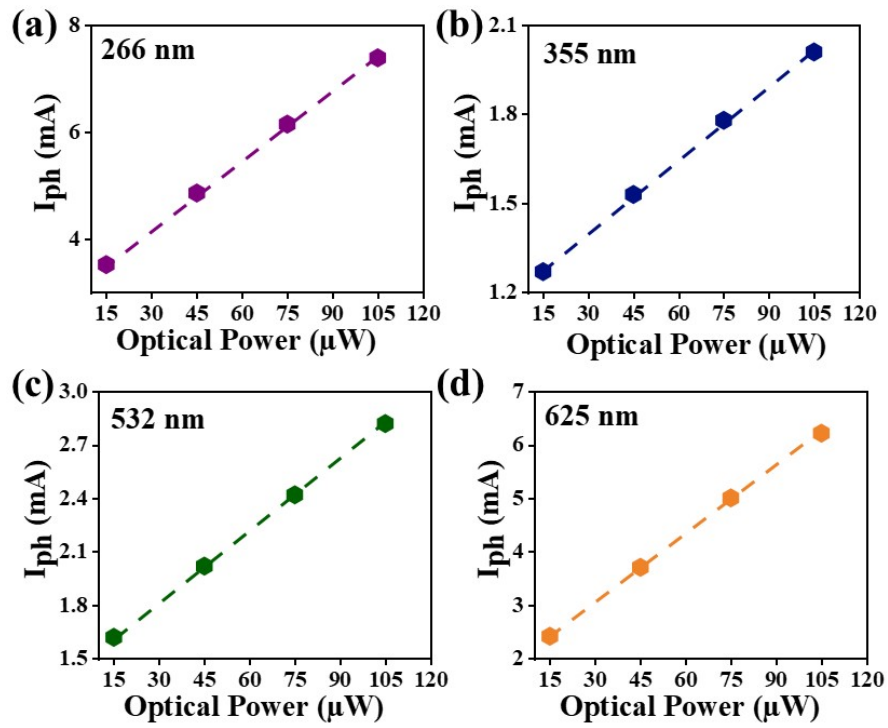 (a)
266 nm
8
6
4
Iph (mA)
15 30 45 60 75 90 105 120
Optical Power (μW)
(b)
355 nm
2.1
1.8
1.5
1.2
Iph (mA)
15 30 45 60 75 90 105 120
Optical Power (μW)
(c)
532 nm
3.0
2.7
2.4
2.1
1.8
1.5
Iph (mA)
15 30 45 60 75 90 105 120
Optical Power (μW)
(d)
625 nm
7
6
5
4
3
2
Iph (mA)
15 30 45 60 75 90 105 120
Optical Power (μW)